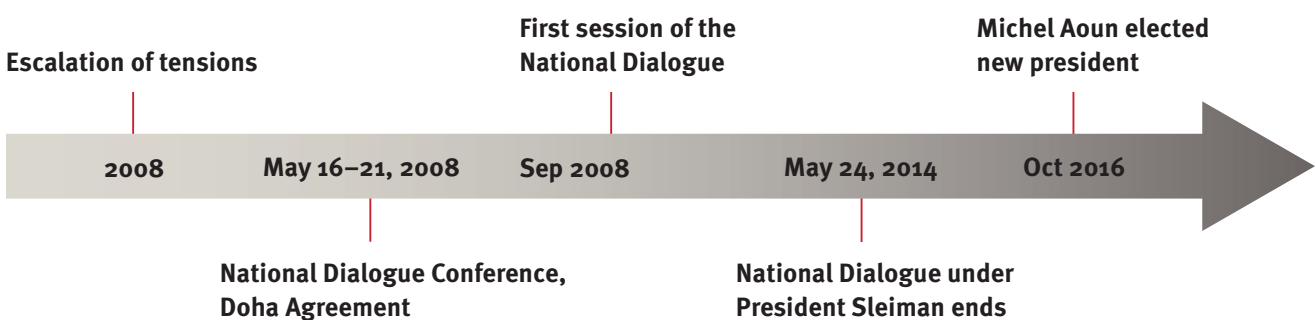 Escalation of tensions
First session of the
National Dialogue
Michel Aoun elected
new president
2008
May 16–21, 2008
Sep 2008
May 24, 2014
Oct 2016
National Dialogue Conference,
Doha Agreement
National Dialogue under
President Sleiman ends